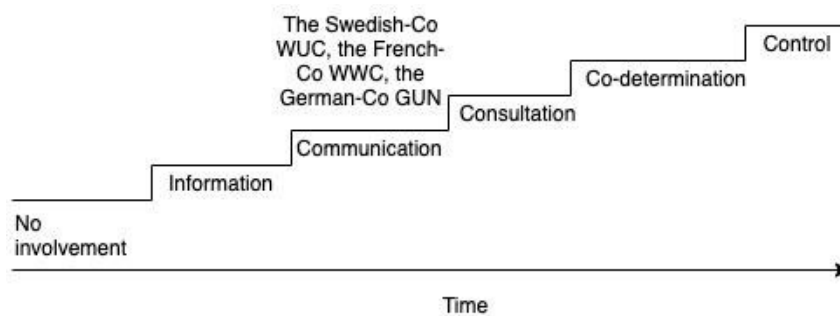 The Swedish-Co
WUC, the French-
Co WWC, the
German-Co GUN
Control
Co-determination
Consultation
Communication
Information
No
involvement
Time